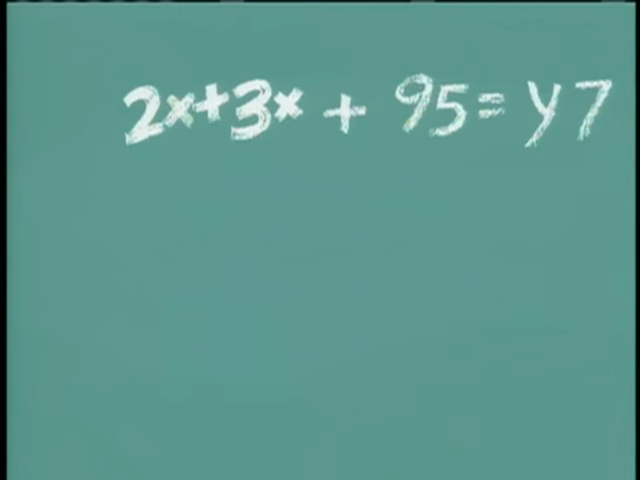 2x+3x + 95= y7